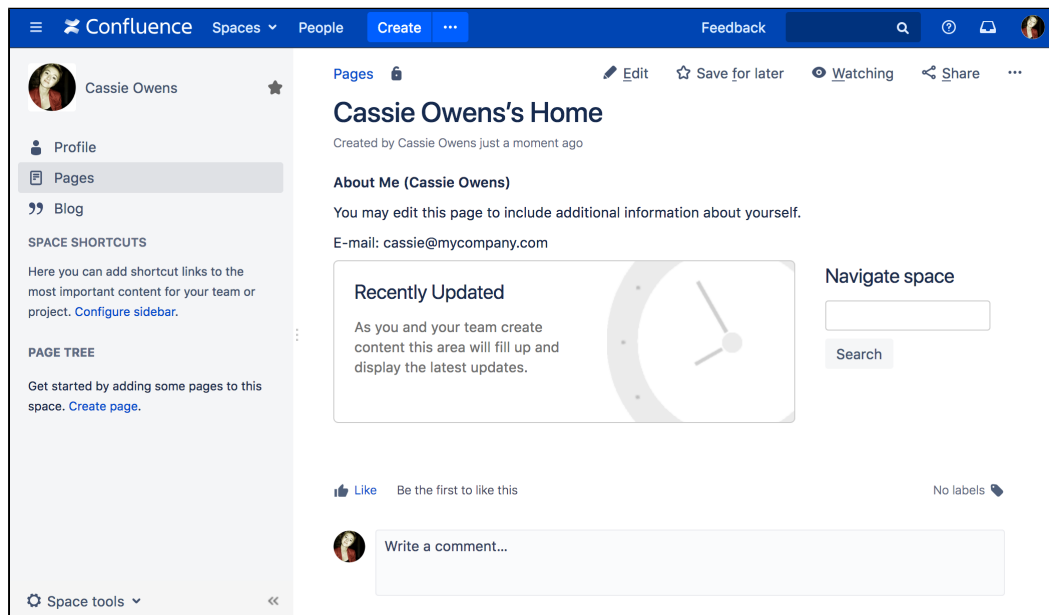 Confluence Spaces People Create ··· Feedback
Cassie Owens
Profile
Pages
Blog
SPACE SHORTCUTS
Here you can add shortcut links to the
most important content for your team or
project. Configure sidebar.
PAGE TREE
Get started by adding some pages to this
space. Create page.
Space tools
Pages Edit Save for later Watching Share ···
Cassie Owens's Home
Created by Cassie Owens just a moment ago
About Me (Cassie Owens)
You may edit this page to include additional information about yourself.
E-mail: cassie@mycompany.com
Recently Updated
As you and your team create
content this area will fill up and
display the latest updates.
Navigate space
Search
Like Be the first to like this No labels
Write a comment...